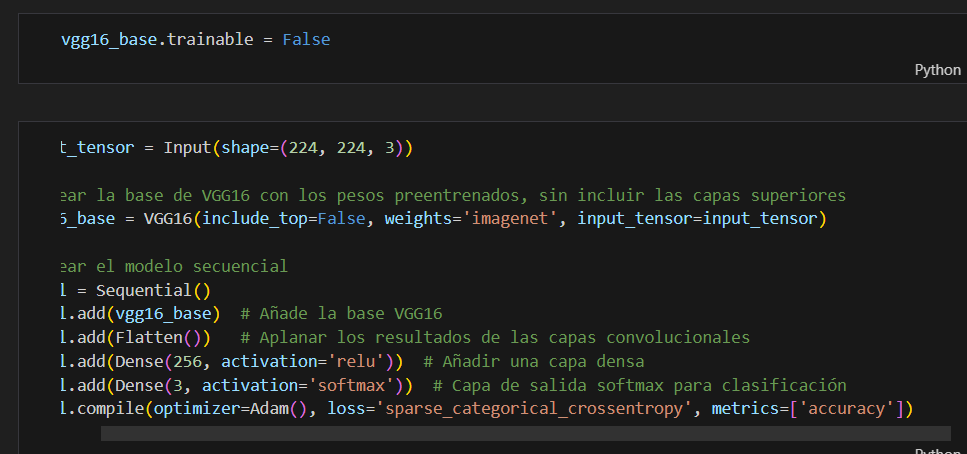 vgg16_base.trainable = False
Python
t_tensor = Input(shape=(224, 224, 3))
ear la base de VGG16 con los pesos preentrenados, sin incluir las capas superiores
6_base = VGG16(include_top=False, weights='imagenet', input_tensor=input_tensor)
ear el modelo secuencial
l = Sequential()
l.add(vgg16_base)  # Añade la base VGG16
l.add(Flatten())   # Aplanar los resultados de las capas convolucionales
l.add(Dense(256, activation='relu'))  # Añadir una capa densa
l.add(Dense(3, activation='softmax'))  # Capa de salida softmax para clasificación
l.compile(optimizer=Adam(), loss='sparse_categorical_crossentropy', metrics=['accuracy'])
Python